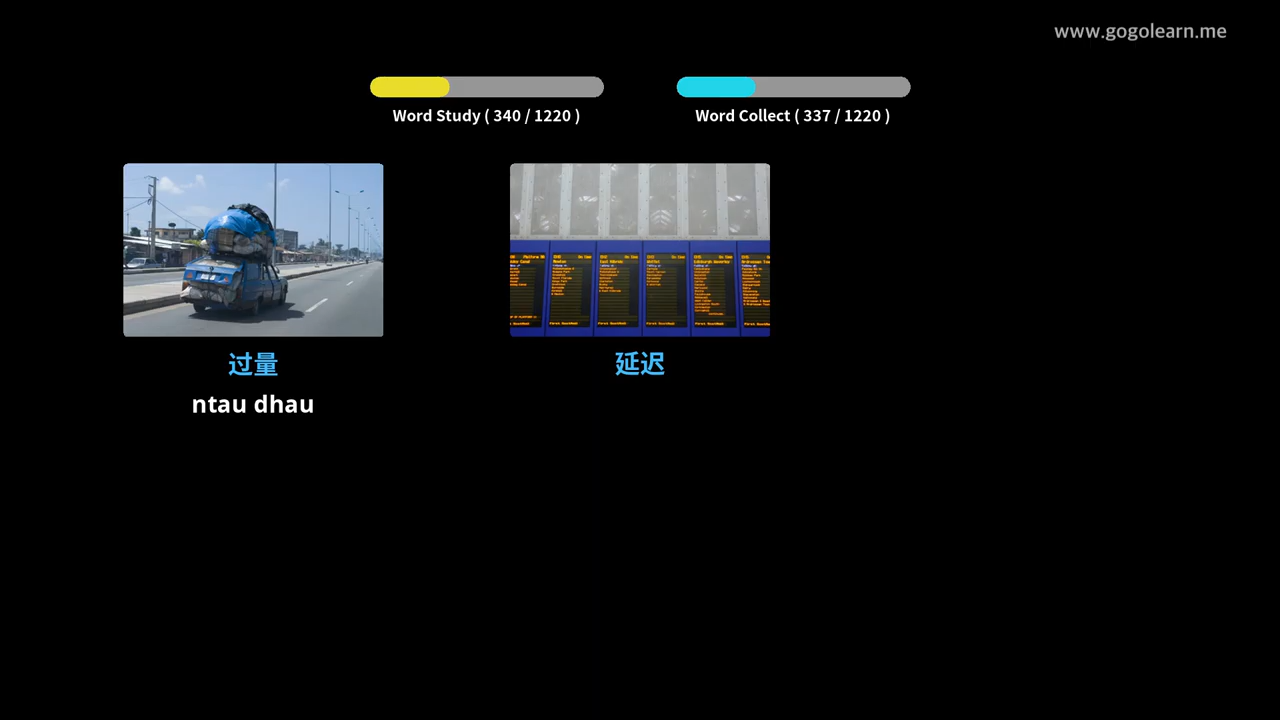 www.gogolearn.me
Word Study ( 340 / 1220 )
Word Collect ( 337 / 1220 )
过量
ntau dhau
延迟